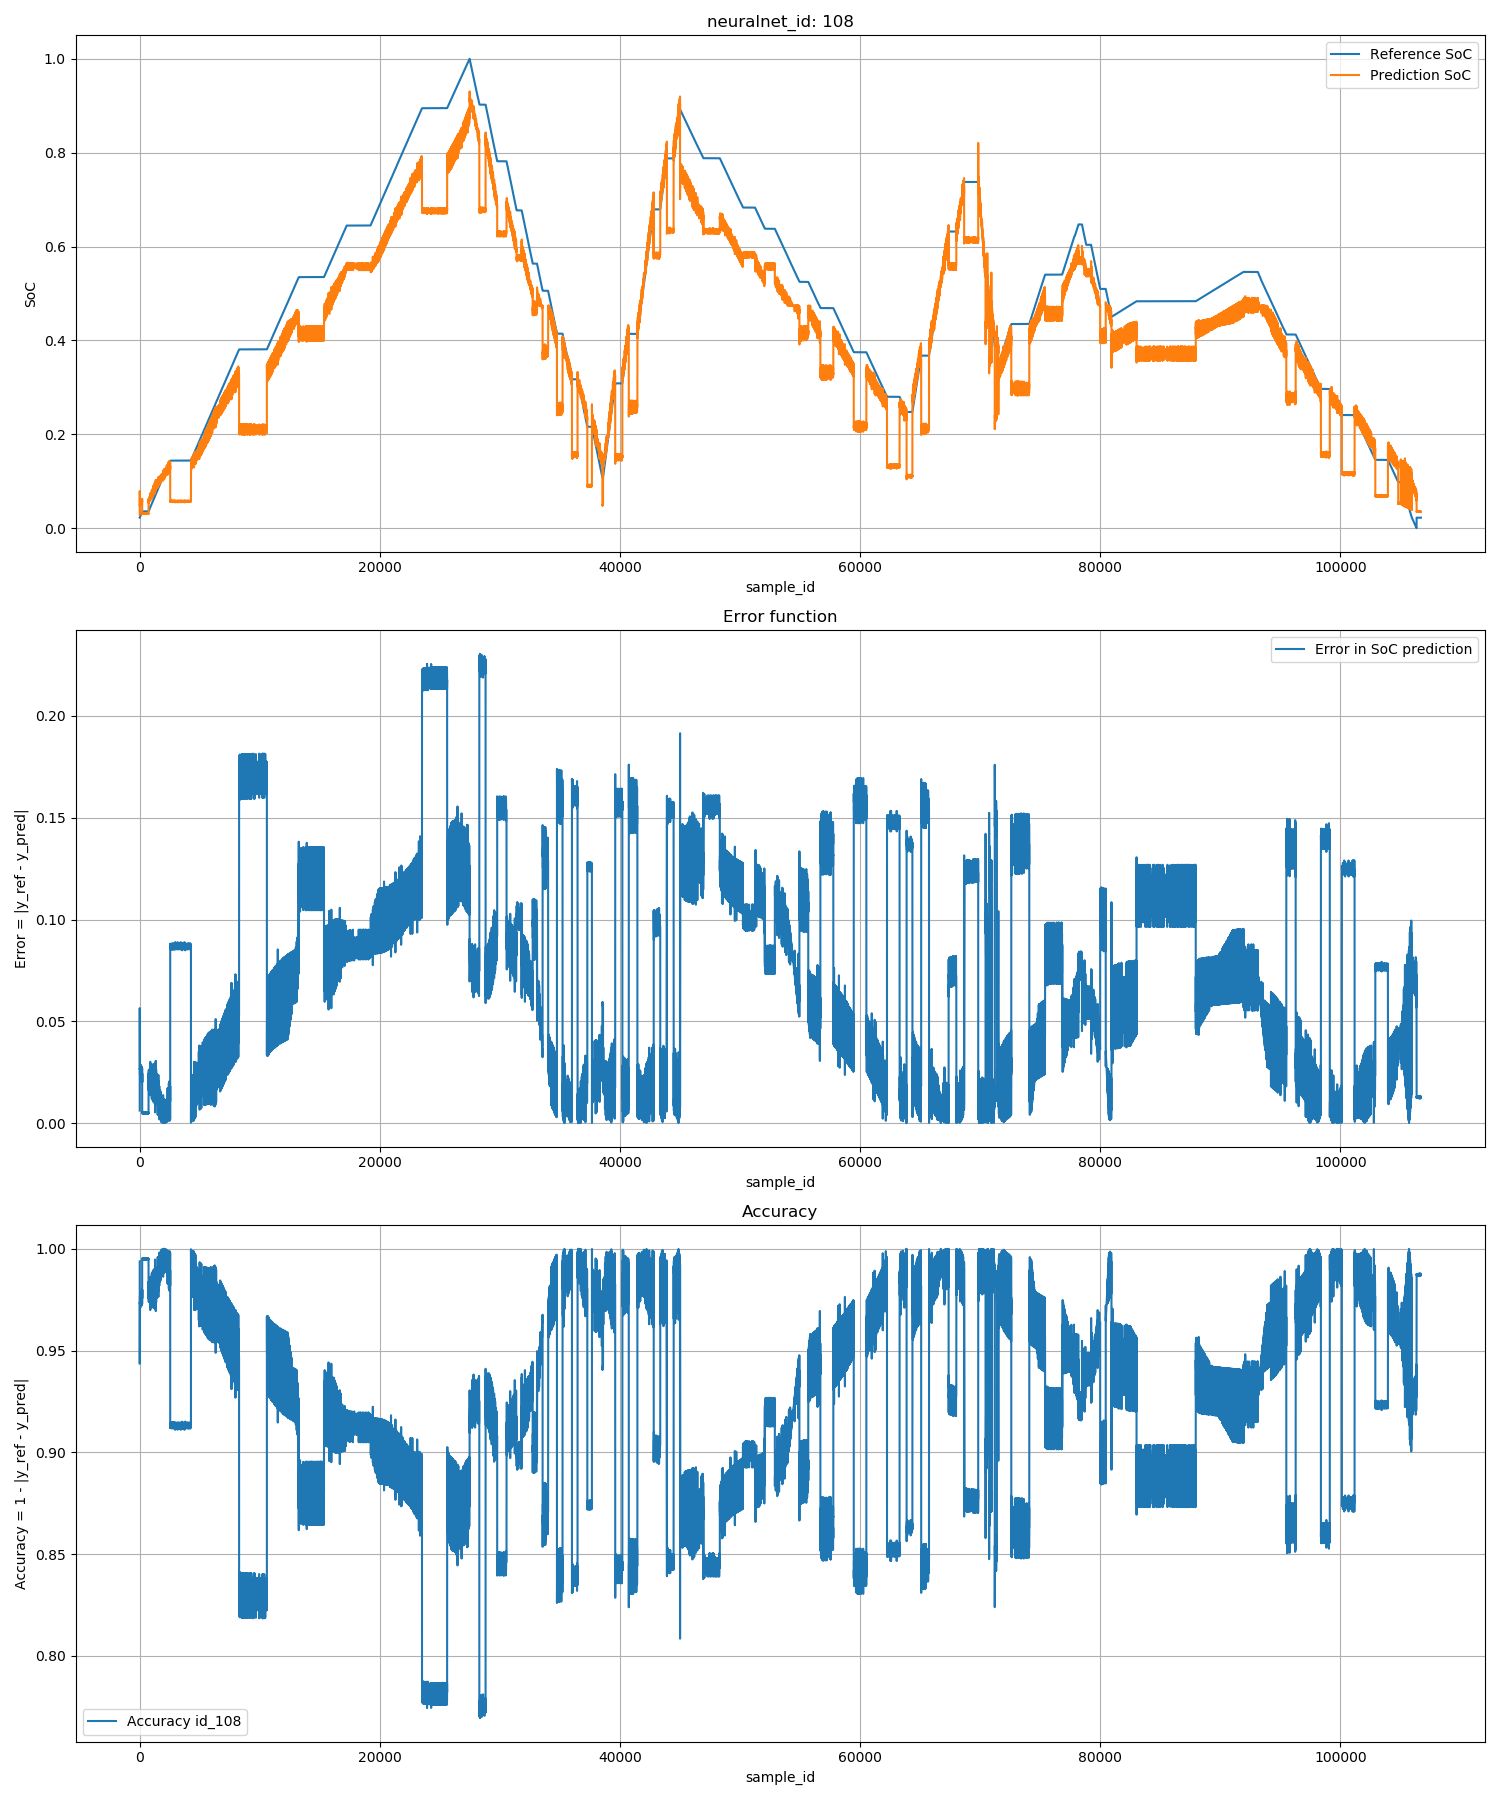 neuralnet_id: 108
1.0
0.8
0.6
0.4
0.2
0.0
SoC
Reference SoC
Prediction SoC
0 20000 40000 60000 80000 100000
sample_id
Error function
0.20
0.15
0.10
0.05
0.00
Error = |y_ref - y_pred|
Error in SoC prediction
0 20000 40000 60000 80000 100000
sample_id
Accuracy
1.00
0.95
0.90
0.85
0.80
Accuracy = 1 - |y_ref - y_pred|
Accuracy id_108
0 20000 40000 60000 80000 100000
sample_id